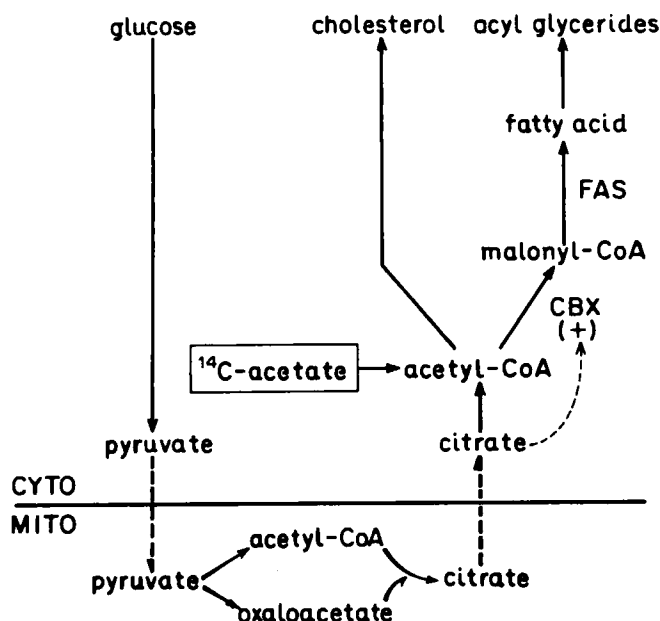 glucose cholesterol acyl glycerides
fatty acid
FAS
malonyl-CoA
CBX
(+)
¹⁴C-acetate acetyl-CoA
pyruvate citrate
CYTO
MITO
acetyl-CoA
pyruvate citrate
oxaloacetate